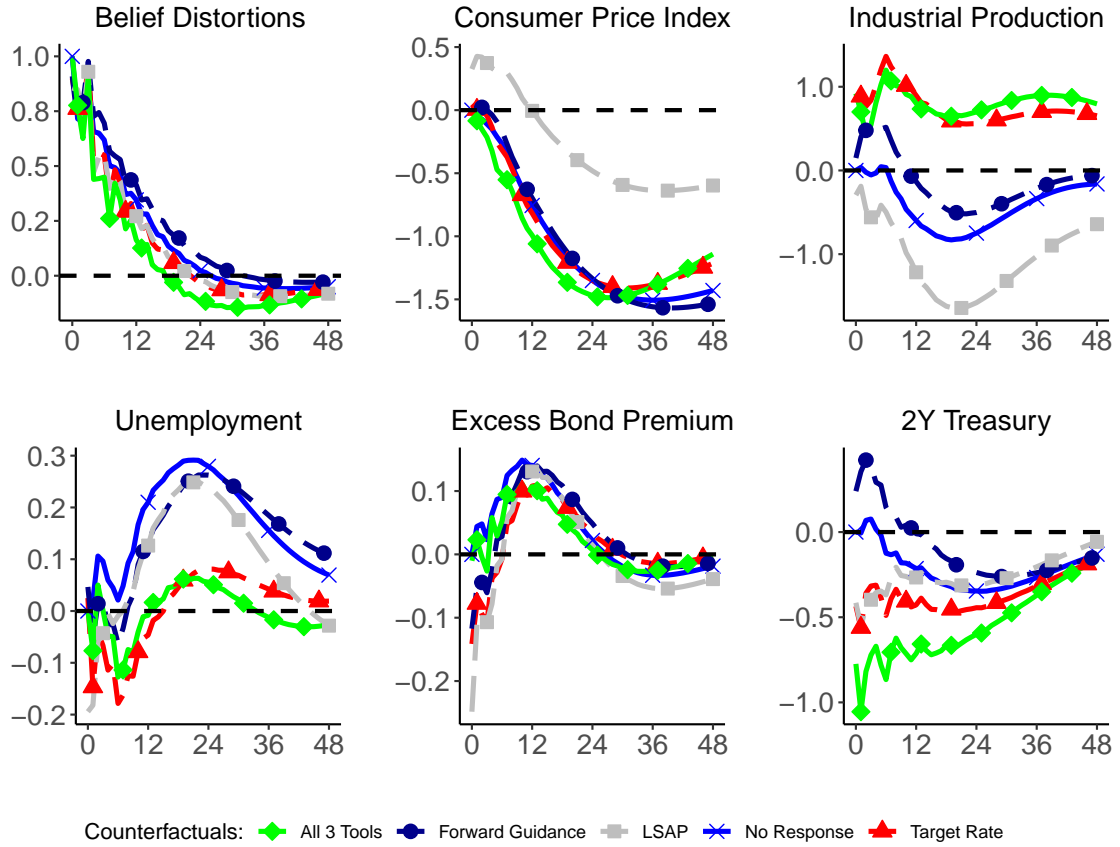 Belief Distortions Consumer Price Index Industrial Production
1.0
0.8
0.5
0.2
0.0
0 12 24 36 48
0.5
0.0
−0.5
−1.0
−1.5
0 12 24 36 48
1.0
0.0
−1.0
0 12 24 36 48
Unemployment Excess Bond Premium 2Y Treasury
0.3
0.2
0.1
0.0
−0.1
−0.2
0 12 24 36 48
0.1
0.0
−0.1
−0.2
0 12 24 36 48
0.0
−0.5
−1.0
0 12 24 36 48
Counterfactuals: All 3 Tools Forward Guidance LSAP No Response Target Rate